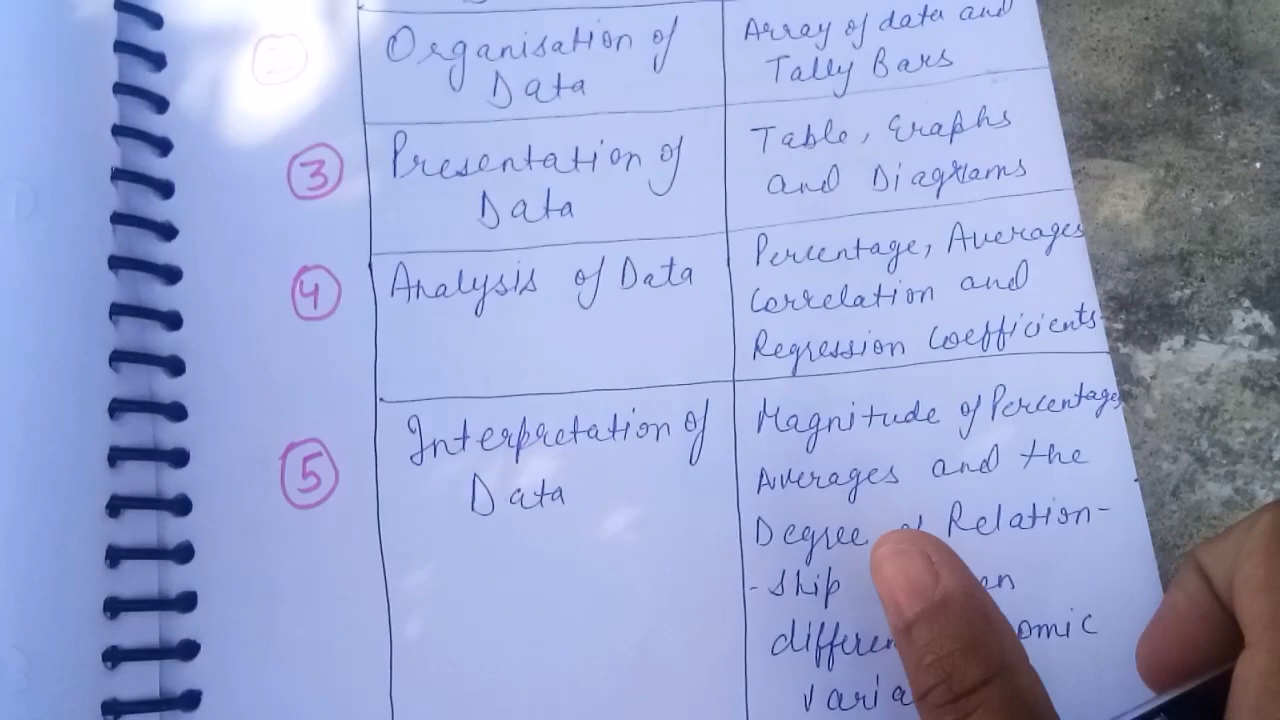 2 Organisation of
Data
Array of data and
Tally Bars
3 Presentation of
Data
Table, Graphs
and Diagrams
4 Analysis of Data
Percentage, Averages
Correlation and
Regression Coefficients
5 Interpretation of
Data
Magnitude of Percentage,
Averages and the
Degree Relation-
-ship